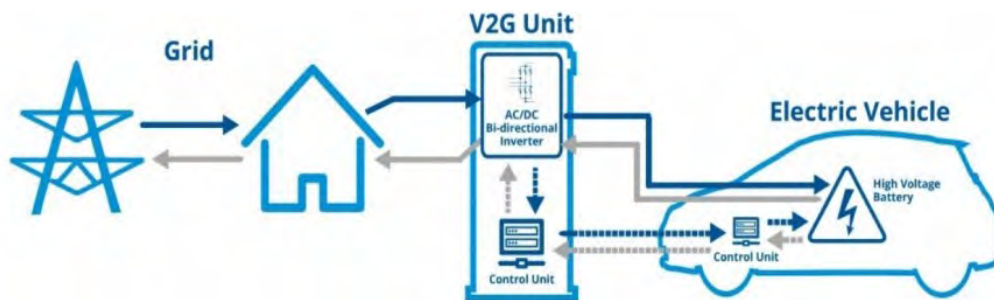 Grid
V2G Unit
AC/DC
Bi-directional
Inverter
Control Unit
Electric Vehicle
High Voltage
Battery
Control Unit